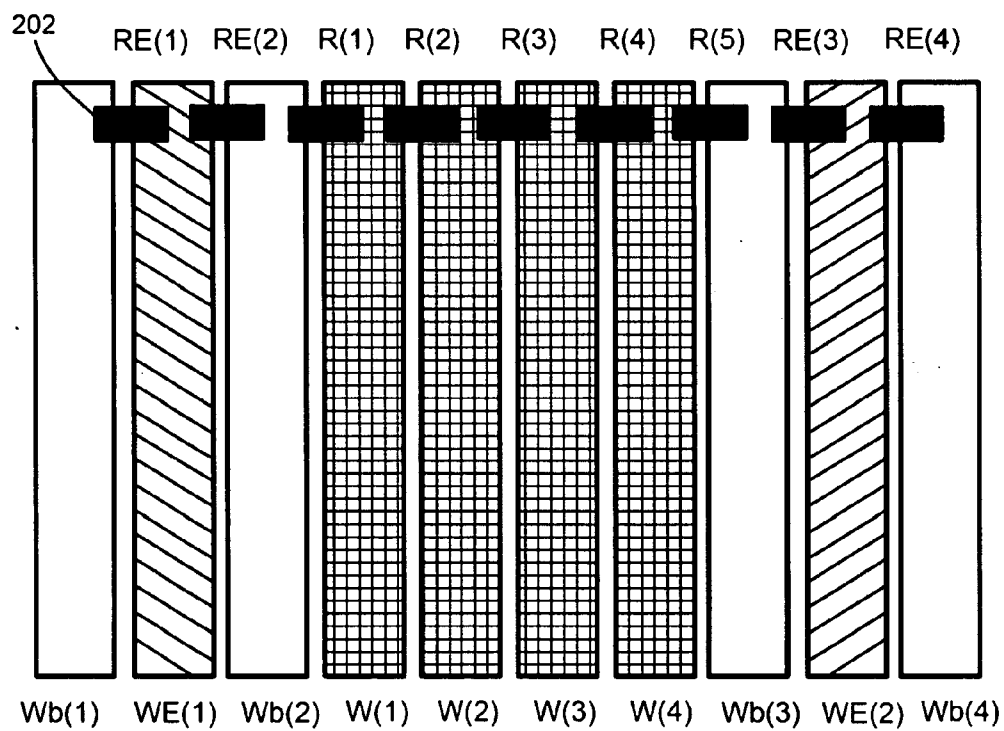 202
RE(1) RE(2) R(1) R(2) R(3) R(4) R(5) RE(3) RE(4)
Wb(1) WE(1) Wb(2) W(1) W(2) W(3) W(4) Wb(3) WE(2) Wb(4)